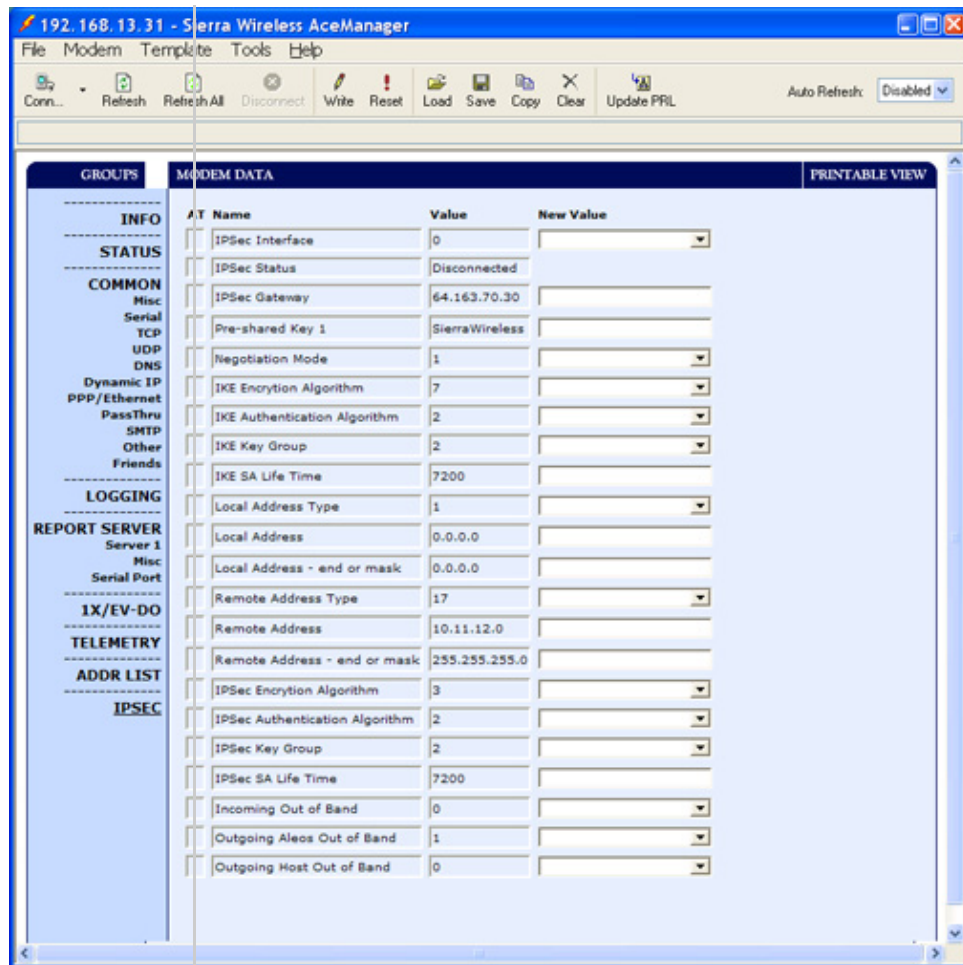 192.168.13.31 - Sierra Wireless AceManager
File Modem Template Tools Help
Conn... Refresh Refresh All Disconnect Write Reset Load Save Copy Clear Update PRL Auto Refresh: Disabled
GROUPS MODEM DATA PRINTABLE VIEW
INFO
STATUS
COMMON
Misc
Serial
TCP
UDP
DNS
Dynamic IP
PPP/Ethernet
PassThru
SMTP
Other
Friends
LOGGING
REPORT SERVER
Server 1
Misc
Serial Port
1X/EV-DO
TELEMETRY
ADDR LIST
IPSEC
AT Name Value New Value
IPSec Interface 0
IPSec Status Disconnected
IPSec Gateway 64.163.70.30
Pre-shared Key 1 SierraWireless
Negotiation Mode 1
IKE Encrytion Algorithm 7
IKE Authentication Algorithm 2
IKE Key Group 2
IKE SA Life Time 7200
Local Address Type 1
Local Address 0.0.0.0
Local Address - end or mask 0.0.0.0
Remote Address Type 17
Remote Address 10.11.12.0
Remote Address - end or mask 255.255.255.0
IPSec Encrytion Algorithm 3
IPSec Authentication Algorithm 2
IPSec Key Group 2
IPSec SA Life Time 7200
Incoming Out of Band 0
Outgoing Aleos Out of Band 1
Outgoing Host Out of Band 0